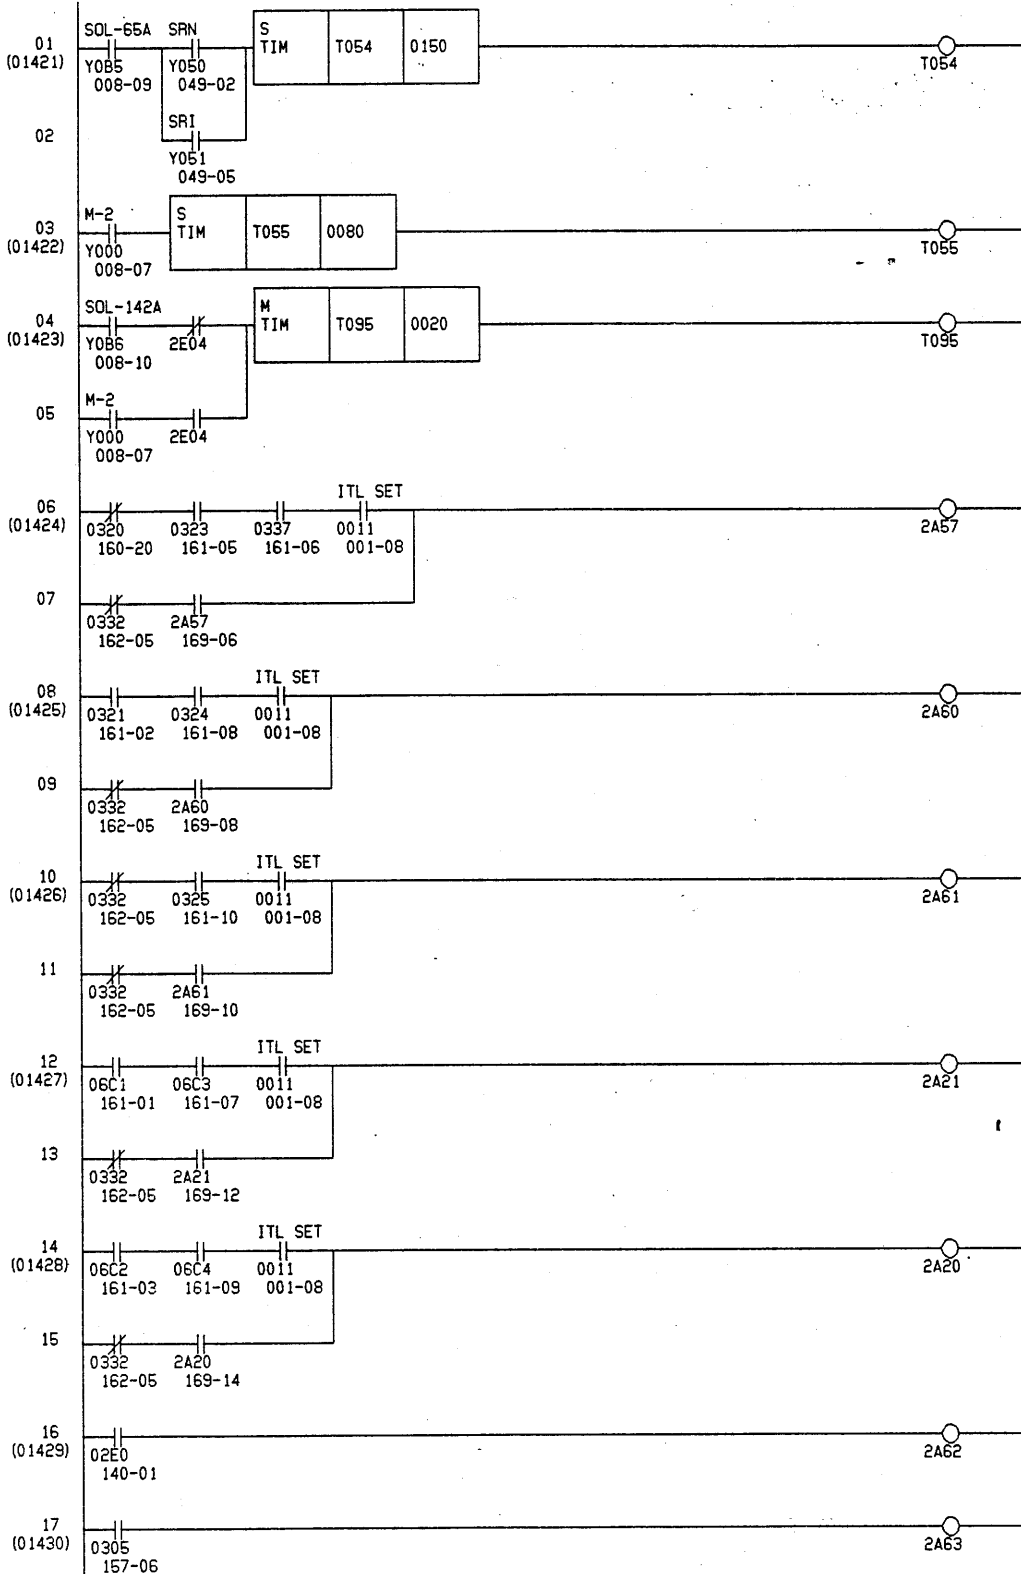 SOL-65A SRN
01 S TIM T054 0150
(01421) Y0B5 Y050 T054
008-09 049-02
SRI
02
Y051
049-05
M-2
03 S TIM T055 0080
(01422) Y000 T055
008-07
SOL-142A
04 M TIM T095 0020
(01423) Y0B6 2E04 T095
008-10
M-2
05
Y000 2E04
008-07
ITL SET
06
(01424) 0320 0323 0337 0011 2A57
160-20 161-05 161-06 001-08
07
0332 2A57
162-05 169-06
ITL SET
08
(01425) 0321 0324 0011 2A60
161-02 161-08 001-08
09
0332 2A60
162-05 169-08
ITL SET
10
(01426) 0332 0325 0011 2A61
162-05 161-10 001-08
11
0332 2A61
162-05 169-10
ITL SET
12
(01427) 06C1 06C3 0011 2A21
161-01 161-07 001-08
13
0332 2A21
162-05 169-12
ITL SET
14
(01428) 06C2 06C4 0011 2A20
161-03 161-09 001-08
15
0332 2A20
162-05 169-14
16
(01429) 02E0 2A62
140-01
17
(01430) 0305 2A63
157-06